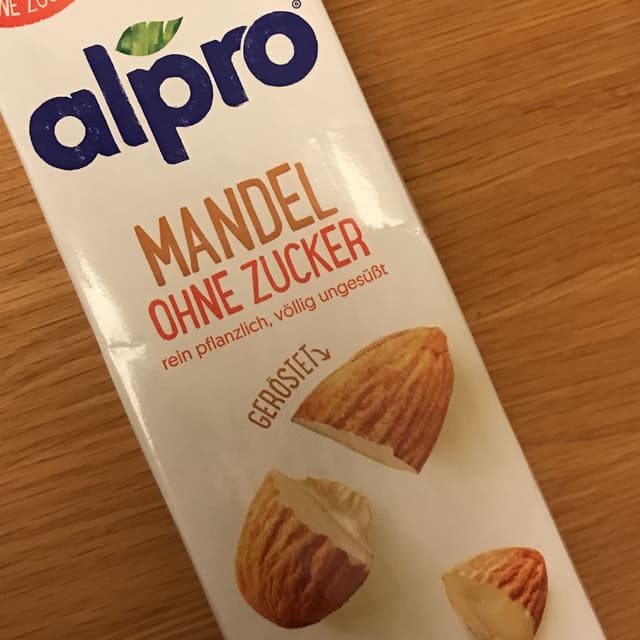 alpro®
MANDEL
OHNE ZUCKER
rein pflanzlich, völlig ungesüßt
GERÖSTET